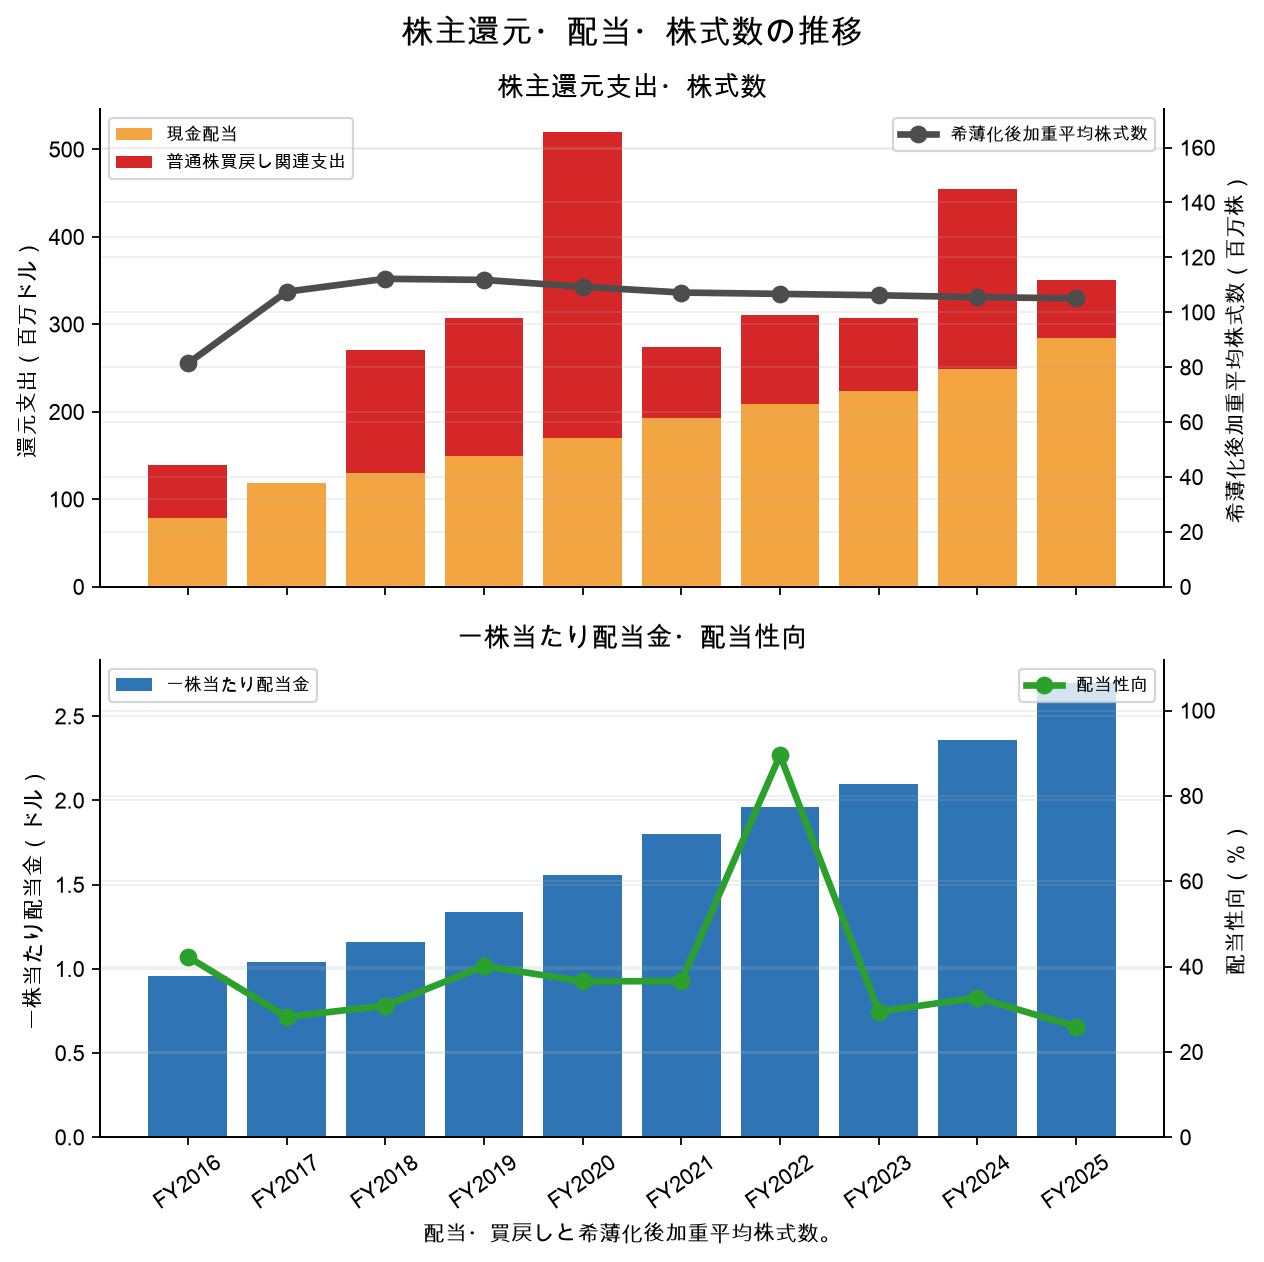 株主還元・配当・株式数の推移
株主還元支出・株式数
現金配当
普通株買戻し関連支出
希薄化後加重平均株式数
還元支出（百万ドル）
500
400
300
200
100
0
160
140
120
100
80
60
40
20
0
希薄化後加重平均株式数（百万株）
一株当たり配当金・配当性向
一株当たり配当金
配当性向
一株当たり配当金（ドル）
2.5
2.0
1.5
1.0
0.5
0.0
100
80
60
40
20
0
配当性向（%）
FY2016
FY2017
FY2018
FY2019
FY2020
FY2021
FY2022
FY2023
FY2024
FY2025
配当・買戻しと希薄化後加重平均株式数。